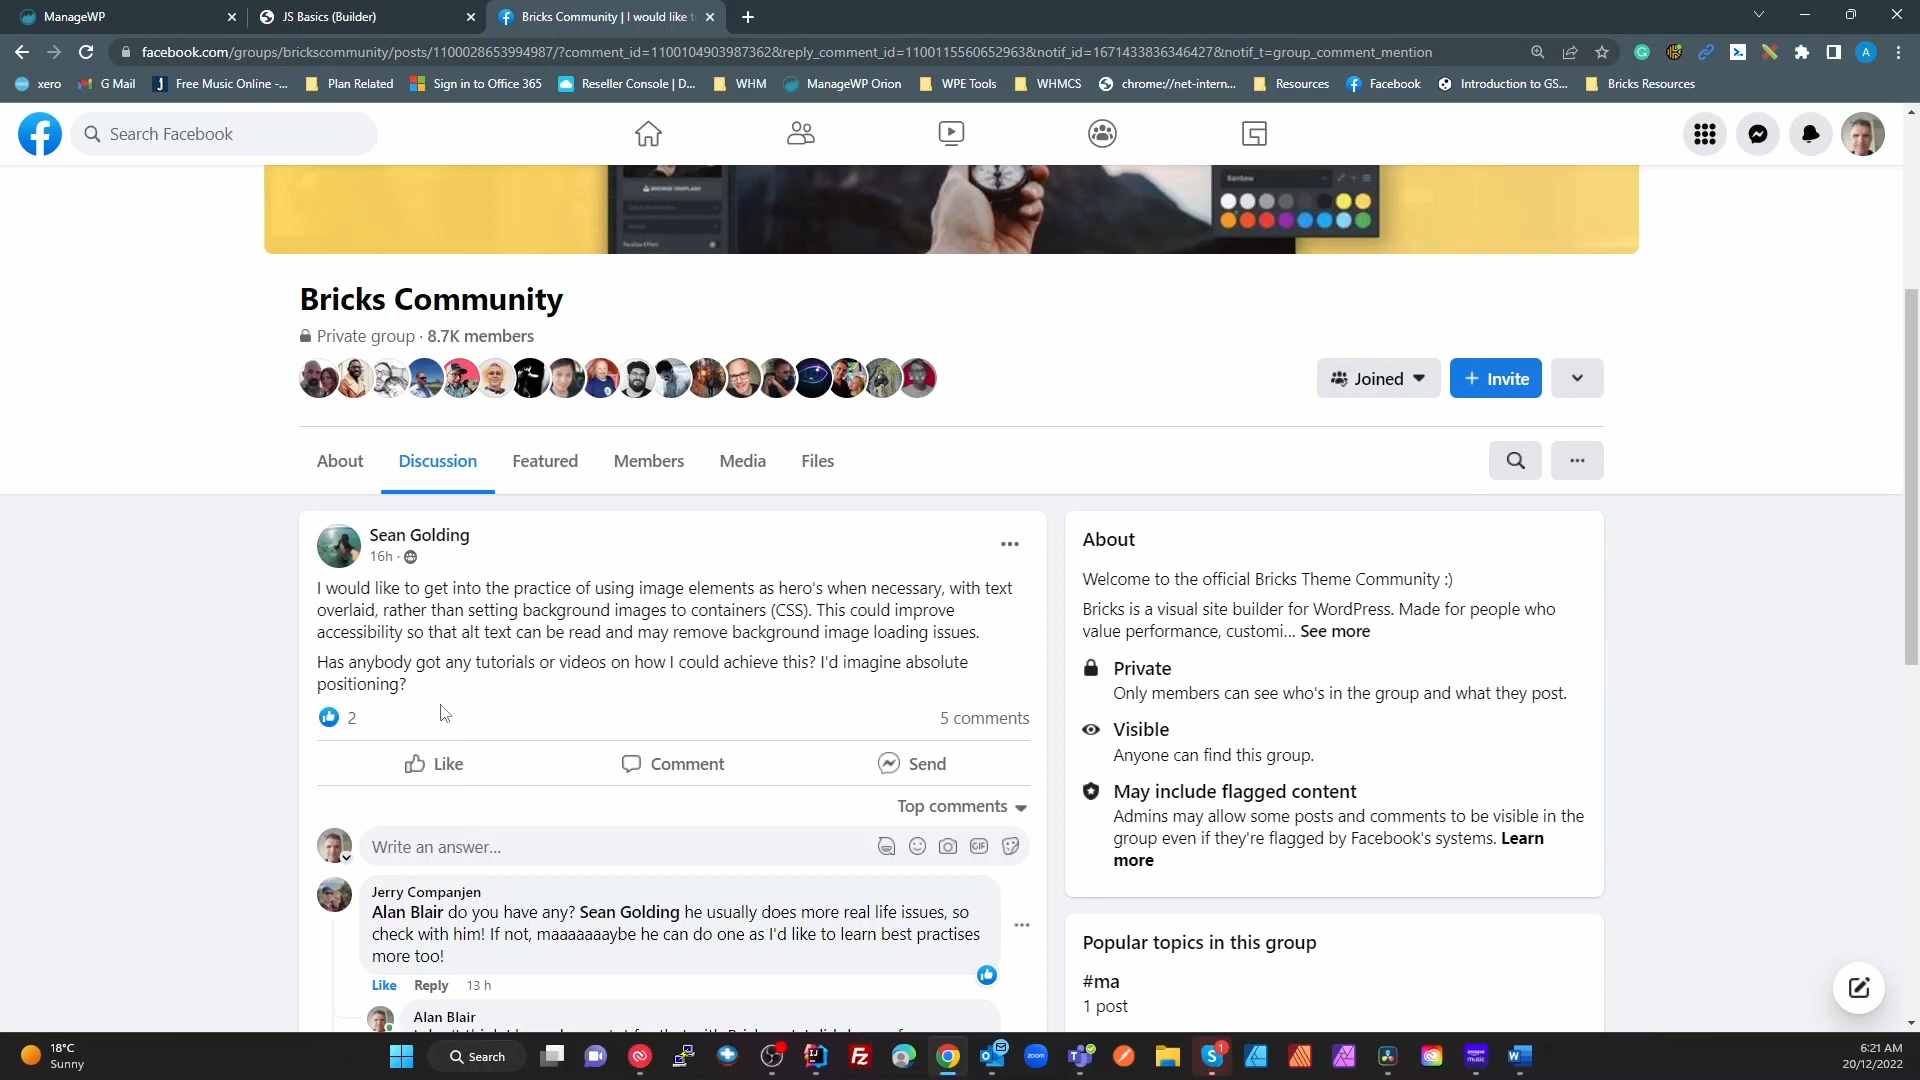 ManageWP
JS Basics (Builder)
Bricks Community | I would like t
facebook.com/groups/brickscommunity/posts/1100028653994987/?comment_id=1100104903987362&reply_comment_id=1100115560652963&notif_id=1671433836346427&notif_t=group_comment_mention
xero
G Mail
Free Music Online -...
Plan Related
Sign in to Office 365
Reseller Console | D...
WHM
ManageWP Orion
WPE Tools
WHMCS
chrome://net-intern...
Resources
Facebook
Introduction to GS...
Bricks Resources
Search Facebook
BROWSE UNSPLASH
Rainbow
Bricks Community
Private group · 8.7K members
Joined
+ Invite
About
Discussion
Featured
Members
Media
Files
Sean Golding
16h ·
I would like to get into the practice of using image elements as hero's when necessary, with text
overlaid, rather than setting background images to containers (CSS). This could improve
accessibility so that alt text can be read and may remove background image loading issues.
Has anybody got any tutorials or videos on how I could achieve this? I'd imagine absolute
positioning?
2
5 comments
Like
Comment
Send
Top comments
Write an answer...
GIF
Jerry Companjen
Alan Blair do you have any? Sean Golding he usually does more real life issues, so
check with him! If not, maaaaaaaybe he can do one as I'd like to learn best practises
more too!
Like Reply 13 h
Alan Blair
About
Welcome to the official Bricks Theme Community :)
Bricks is a visual site builder for WordPress. Made for people who
value performance, customi... See more
Private
Only members can see who's in the group and what they post.
Visible
Anyone can find this group.
May include flagged content
Admins may allow some posts and comments to be visible in the
group even if they're flagged by Facebook's systems. Learn
more
Popular topics in this group
#ma
1 post
18°C
Sunny
Search
zoom
6:21 AM
20/12/2022